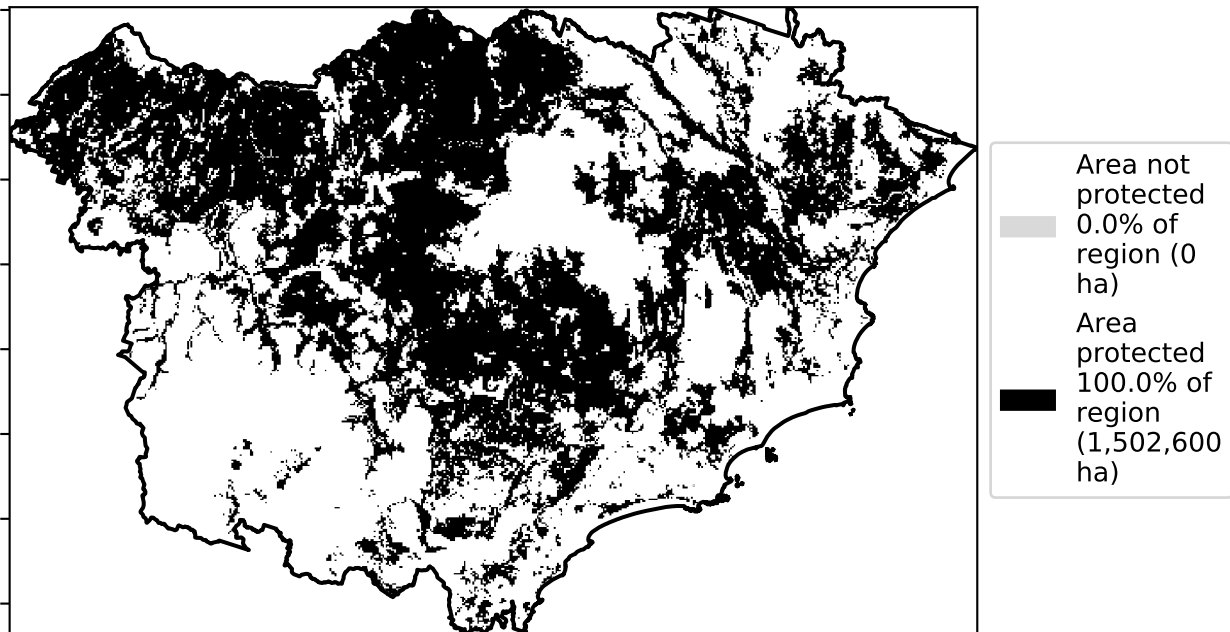 Area not
protected
0.0% of
region (0
ha)
Area
protected
100.0% of
region
(1,502,600
ha)